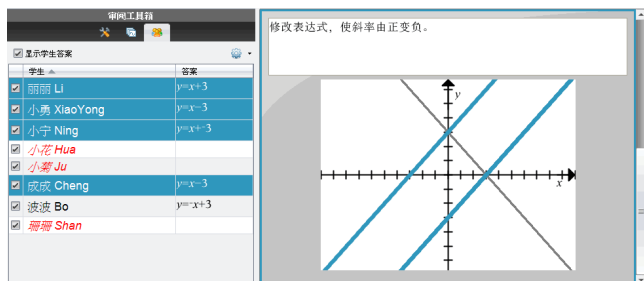 审阅工具箱
显示学生答案
学生 答案
丽丽 Li y=x+3
小勇 XiaoYong y=x−3
小宁 Ning y=x+⁻3
小花 Hua
小菊 Ju
成成 Cheng y=x−3
波波 Bo y=⁻x+3
珊珊 Shan
修改表达式，使斜率由正变负。
y
x